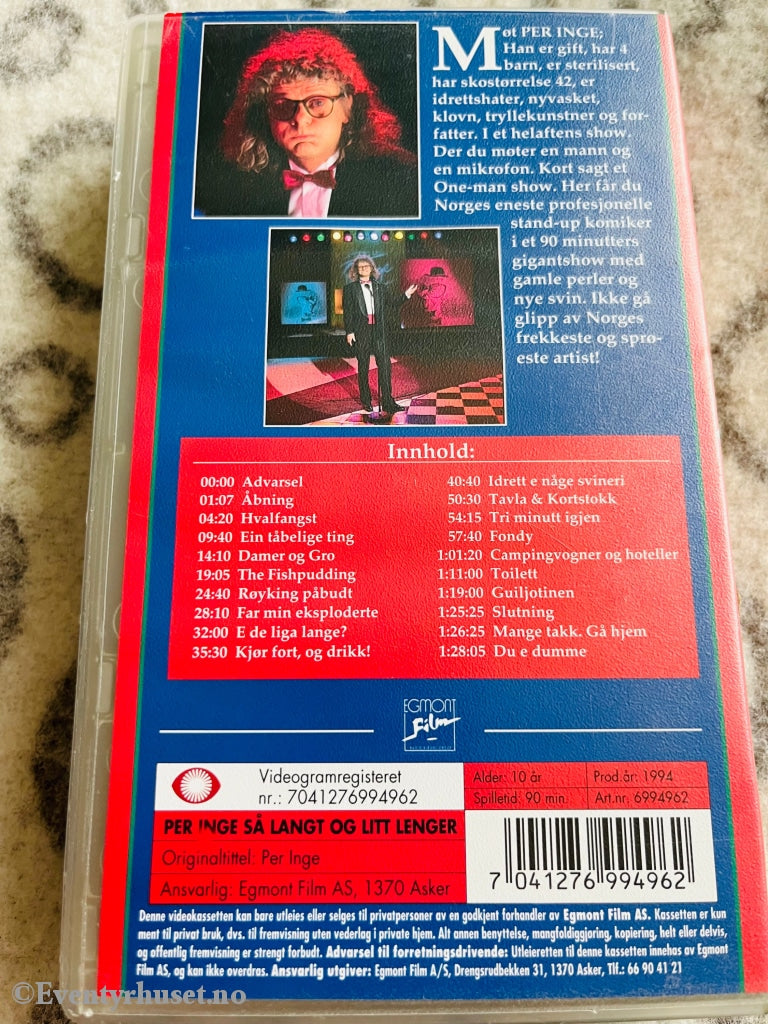 Møt PER INGE;
Han er gift, har 4
barn, er sterilisert,
har skostørrelse 42, er
idrettshater, nyvasket,
klovn, tryllekunstner og for-
fatter. I et helaftens show.
Der du møter en mann og
en mikrofon. Kort sagt et
One-man show. Her får du
Norges eneste profesjonelle
stand-up komiker
i et 90 minutters
gigantshow med
gamle perler og
nye svin. Ikke gå
glipp av Norges
frekkeste og sprø-
este artist!
Innhold:
00:00 Advarsel
01:07 Åbning
04:20 Hvalfangst
09:40 Ein tåbelige ting
14:10 Damer og Gro
19:05 The Fishpudding
24:40 Røyking påbudt
28:10 Far min eksploderte
32:00 E de liga lange?
35:30 Kjør fort, og drikk!
40:40 Idrett e någe svineri
50:30 Tavla & Kortstokk
54:15 Tri minutt igjen
57:40 Fondy
1:01:20 Campingvogner og hoteller
1:11:00 Toilett
1:19:00 Guiljotinen
1:25:25 Slutning
1:26:25 Mange takk. Gå hjem
1:28:05 Du e dumme
EGMONT
Film
Videogramregisteret
nr.: 7041276994962
Alder: 10 år
Prod.år: 1994
Spilletid: 90 min.
Art.nr: 6994962
PER INGE SÅ LANGT OG LITT LENGER
Originaltittel: Per Inge
Ansvarlig: Egmont Film AS, 1370 Asker
7 041276 994962
Denne videokassetten kan bare utleies eller selges til privatpersoner av en godkjent forhandler av Egmont Film AS. Kassetten er kun
ment til privat bruk, dvs. til fremvisning uten vederlag i private hjem. Alt annen benyttelse, mangfoldiggjøring, kopiering, helt eller delvis,
og offentlig fremvisning er strengt forbudt. Advarsel til forretningsdrivende: Utleieretten til denne kassetten innehas av Egmont
Film AS, og kan ikke overdras. Ansvarlig utgiver: Egmont Film A/S, Drengsrudbekken 31, 1370 Asker, Tlf.: 66 90 41 21
©Eventyrhuset.no